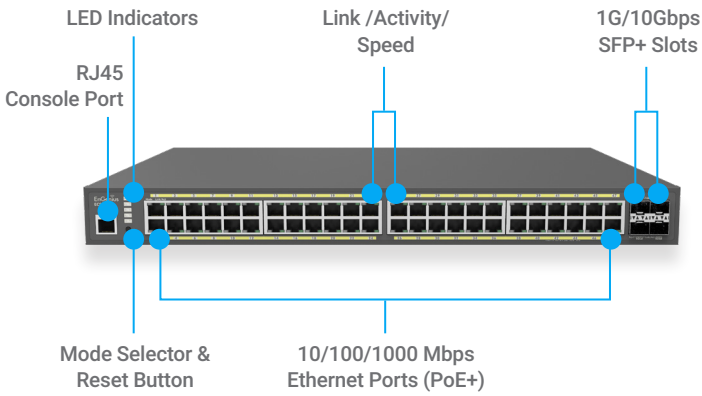 LED Indicators
Link /Activity/
Speed
1G/10Gbps
SFP+ Slots
RJ45
Console Port
EnGenius
Mode Selector &
Reset Button
10/100/1000 Mbps
Ethernet Ports (PoE+)